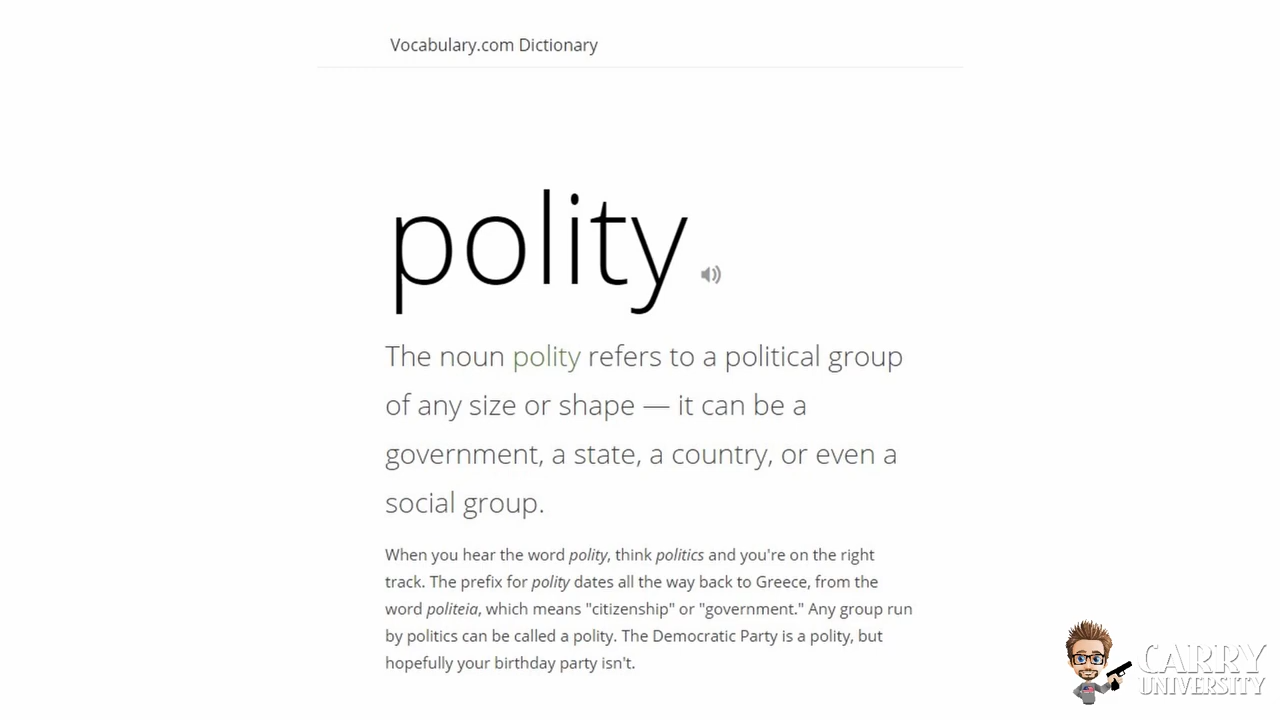 Vocabulary.com Dictionary
polity
The noun polity refers to a political group
of any size or shape — it can be a
government, a state, a country, or even a
social group.
When you hear the word polity, think politics and you're on the right
track. The prefix for polity dates all the way back to Greece, from the
word politeia, which means "citizenship" or "government." Any group run
by politics can be called a polity. The Democratic Party is a polity, but
hopefully your birthday party isn't.
CARRY
UNIVERSITY